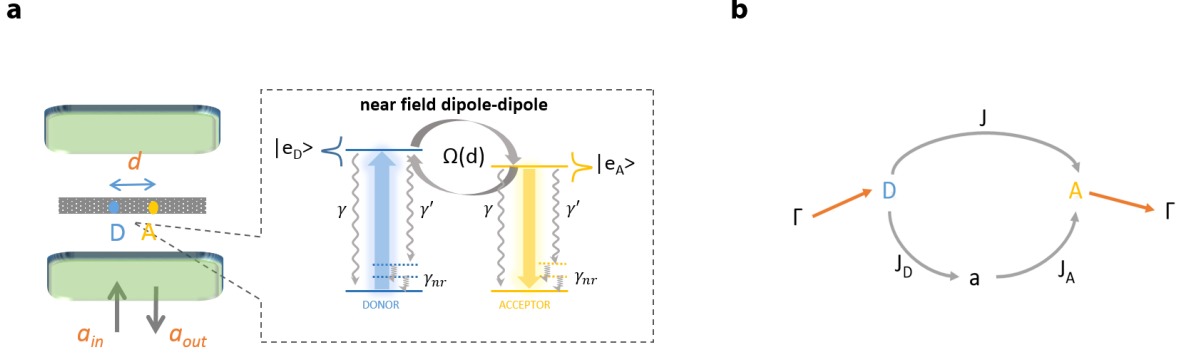 a
b
near field dipole-dipole
|e_D>
Ω(d)
|e_A>
d
D
A
γ
γ'
γ
γ'
γ_nr
γ_nr
DONOR
ACCEPTOR
a_in
a_out
J
Γ
D
A
Γ
J_D
a
J_A